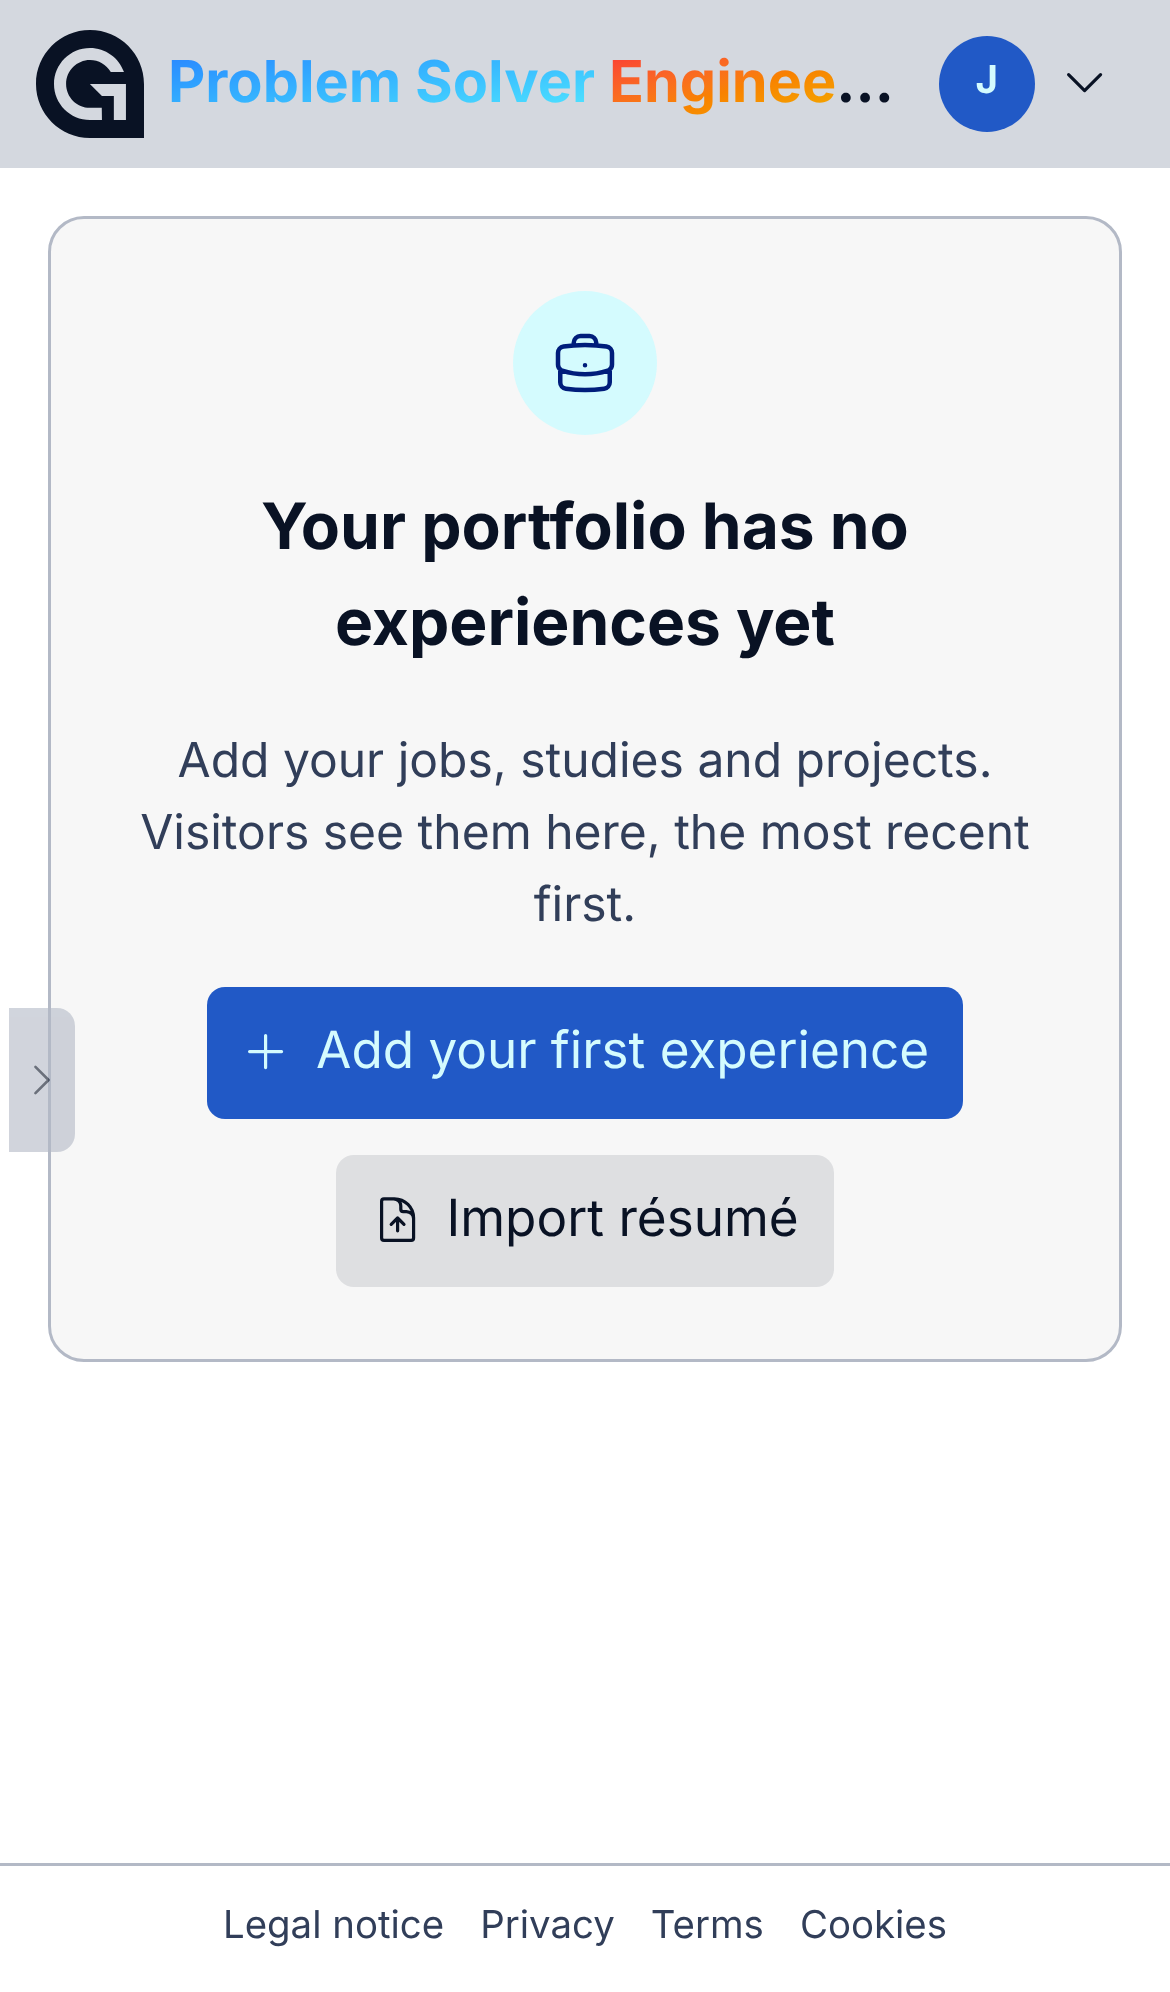 Problem Solver Enginee...
J
Your portfolio has no
experiences yet
Add your jobs, studies and projects.
Visitors see them here, the most recent
first.
Add your first experience
Import résumé
Legal notice Privacy Terms Cookies